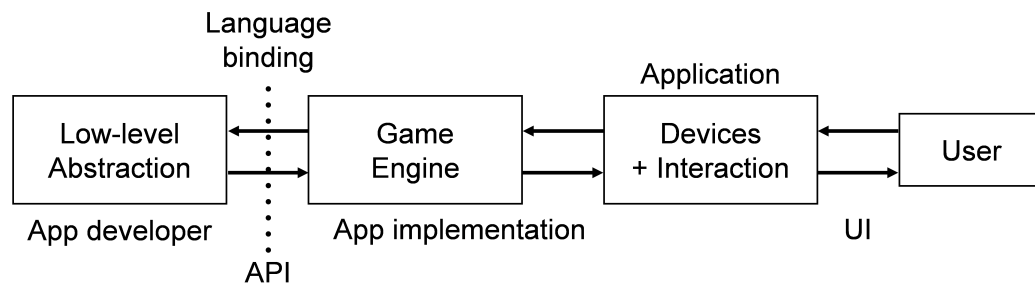 Language
binding
Application
Low-level
Abstraction
Game
Engine
Devices
+ Interaction
User
App developer
App implementation
UI
API